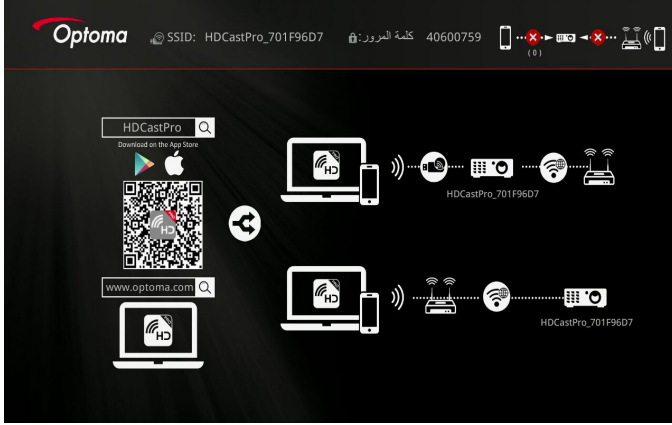 Optoma
SSID: HDCastPro_701F96D7
كلمة المرور: 40600759
(0)
HDCastPro
Download on the App Store
HD
www.optoma.com
HD
HD
HDCastPro_701F96D7
HD
HDCastPro_701F96D7